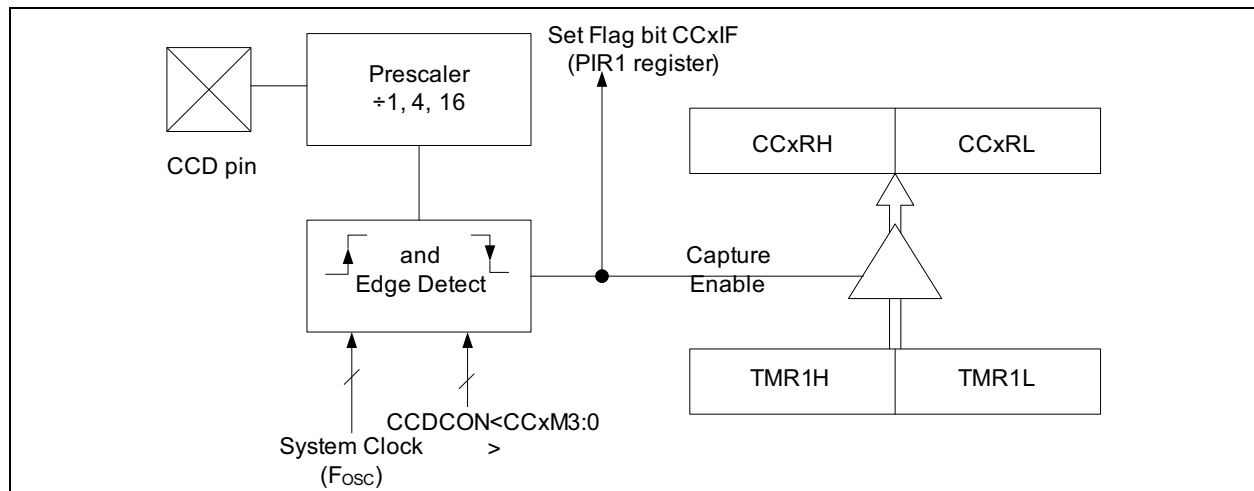 Set Flag bit CCxIF
(PIR1 register)
Prescaler
÷1, 4, 16
CCD pin
CCxRH
CCxRL
and
Edge Detect
Capture
Enable
TMR1H
TMR1L
CCDCON<CCxM3:0
>
System Clock
(FOSC)